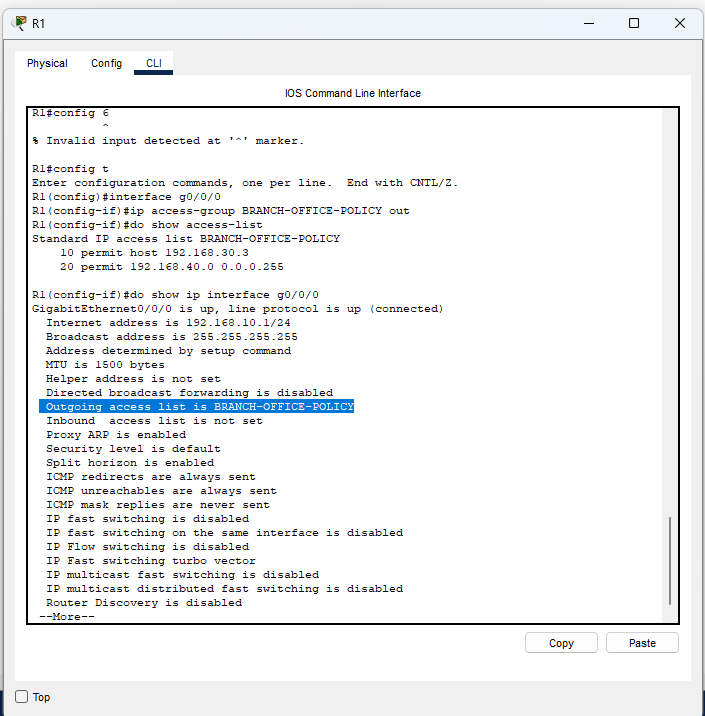 R1
Physical Config CLI
IOS Command Line Interface
R1#config 6
^
% Invalid input detected at '^' marker.
R1#config t
Enter configuration commands, one per line.  End with CNTL/Z.
R1(config)#interface g0/0/0
R1(config-if)#ip access-group BRANCH-OFFICE-POLICY out
R1(config-if)#do show access-list
Standard IP access list BRANCH-OFFICE-POLICY
10 permit host 192.168.30.3
20 permit 192.168.40.0 0.0.0.255
R1(config-if)#do show ip interface g0/0/0
GigabitEthernet0/0/0 is up, line protocol is up (connected)
Internet address is 192.168.10.1/24
Broadcast address is 255.255.255.255
Address determined by setup command
MTU is 1500 bytes
Helper address is not set
Directed broadcast forwarding is disabled
Outgoing access list is BRANCH-OFFICE-POLICY
Inbound  access list is not set
Proxy ARP is enabled
Security level is default
Split horizon is enabled
ICMP redirects are always sent
ICMP unreachables are always sent
ICMP mask replies are never sent
IP fast switching is disabled
IP fast switching on the same interface is disabled
IP Flow switching is disabled
IP Fast switching turbo vector
IP multicast fast switching is disabled
IP multicast distributed fast switching is disabled
Router Discovery is disabled
--More--
Copy Paste
Top